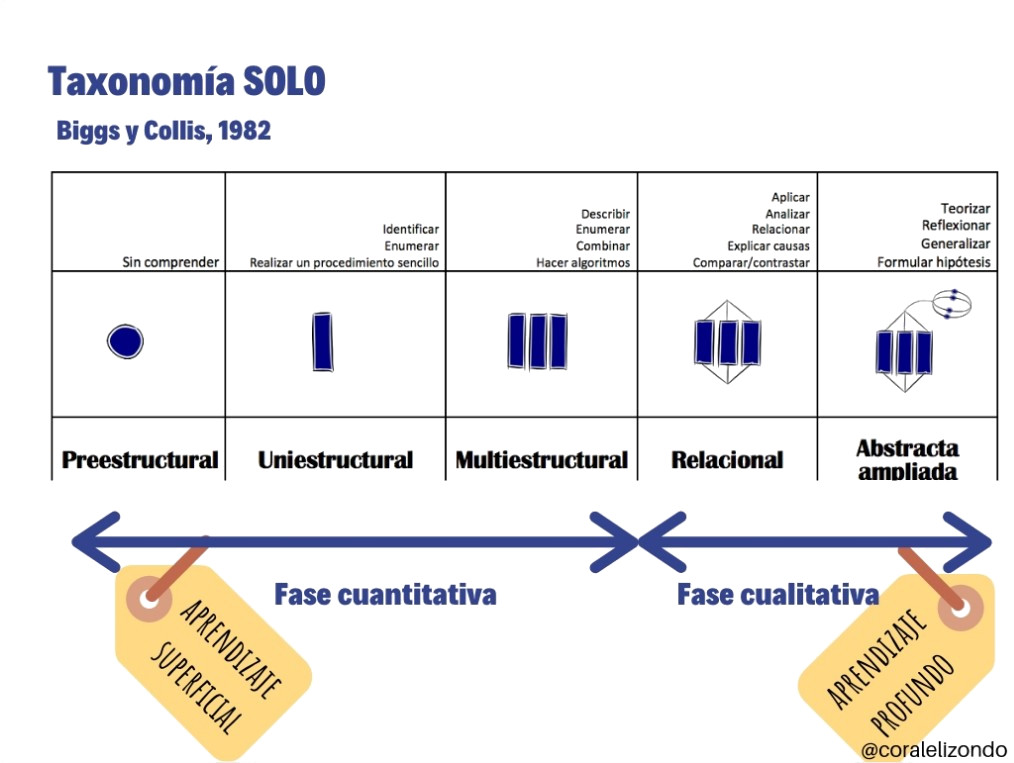 Taxonomía SOLO
Biggs y Collis, 1982
Sin comprender
Identificar
Enumerar
Realizar un procedimiento sencillo
Describir
Enumerar
Combinar
Hacer algoritmos
Aplicar
Analizar
Relacionar
Explicar causas
Comparar/contrastar
Teorizar
Reflexionar
Generalizar
Formular hipótesis
Preestructural
Uniestructural
Multiestructural
Relacional
Abstracta
ampliada
Fase cuantitativa
Fase cualitativa
APRENDIZAJE
SUPERFICIAL
APRENDIZAJE
PROFUNDO
@coralelizondo